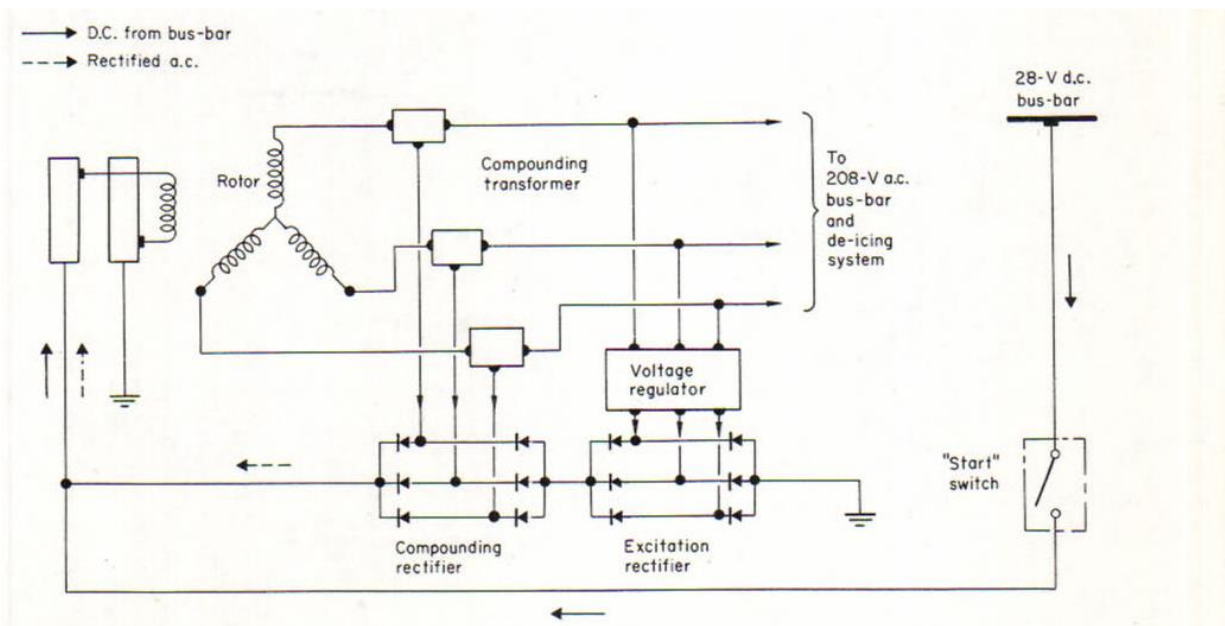 D.C. from bus-bar
Rectified a.c.
28-V d.c.
bus-bar
Rotor
Compounding
transformer
To
208-V a.c.
bus-bar
and
de-icing
system
Voltage
regulator
"Start"
switch
Compounding
rectifier
Excitation
rectifier